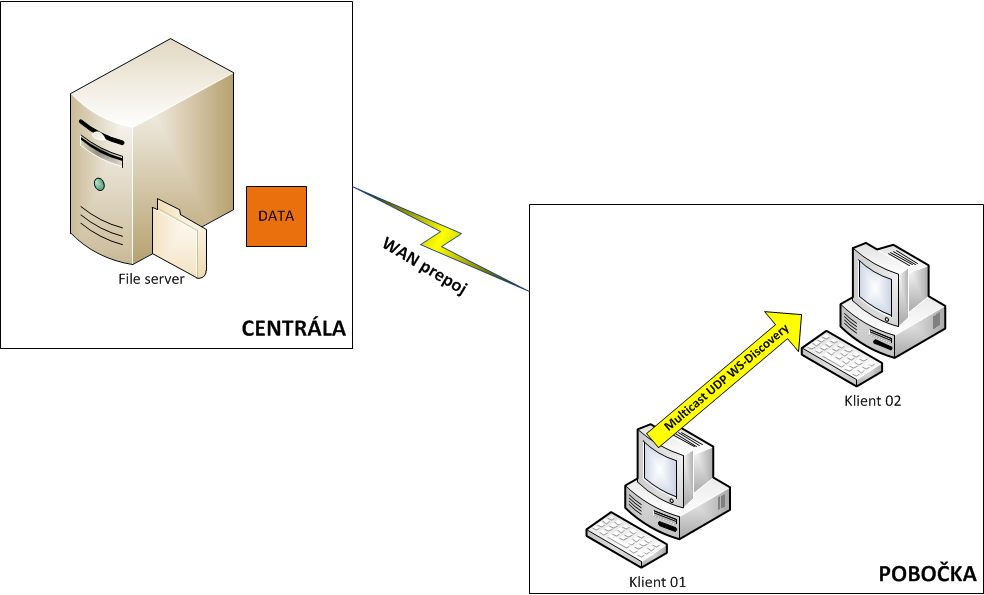 DATA
File server
CENTRÁLA
WAN prepoj
Multicast UDP WS-Discovery
Klient 02
Klient 01
POBOČKA